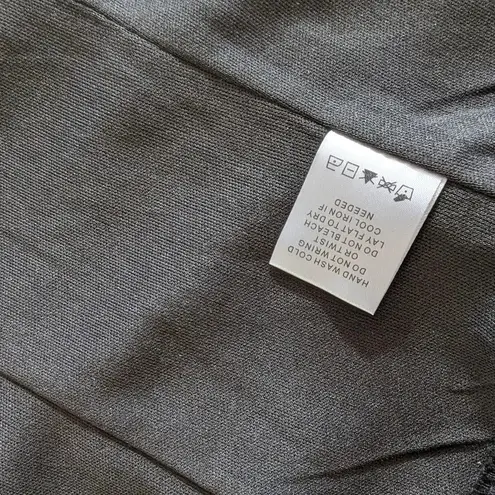 HAND WASH COLD
DO NOT WRING
OR TWIST
DO NOT BLEACH
LAY FLAT TO DRY
COOL IRON IF
NEEDED